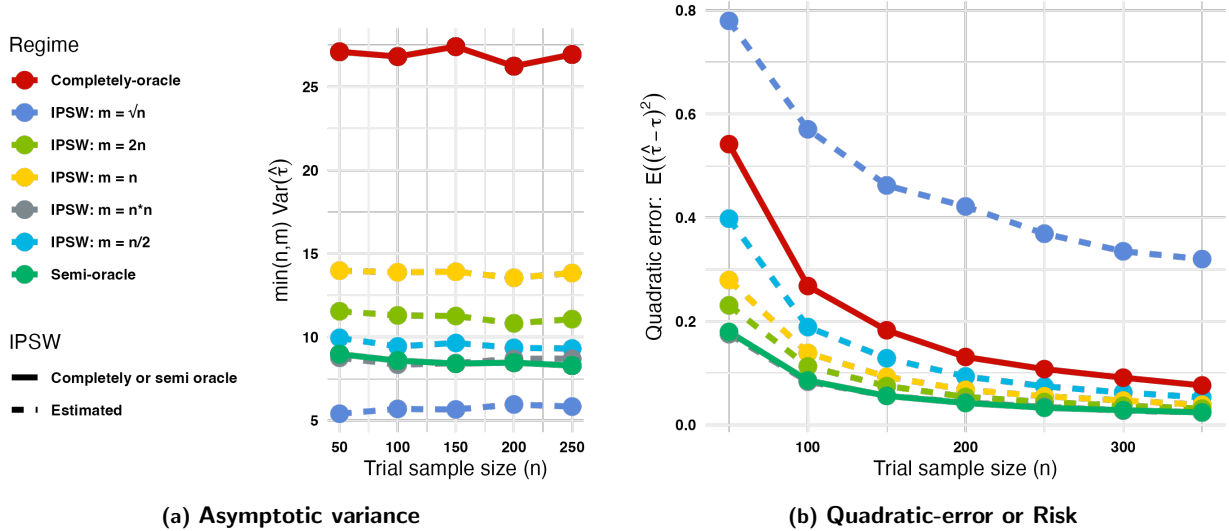 Regime
Completely-oracle
IPSW: m = √n
IPSW: m = 2n
IPSW: m = n
IPSW: m = n*n
IPSW: m = n/2
Semi-oracle
IPSW
Completely or semi oracle
Estimated
min(n,m) Var(τ̂)
25
20
15
10
5
50 100 150 200 250
Trial sample size (n)
(a) Asymptotic variance
Quadratic error: E((τ̂ − τ)²)
0.8
0.6
0.4
0.2
0.0
100 200 300
Trial sample size (n)
(b) Quadratic-error or Risk